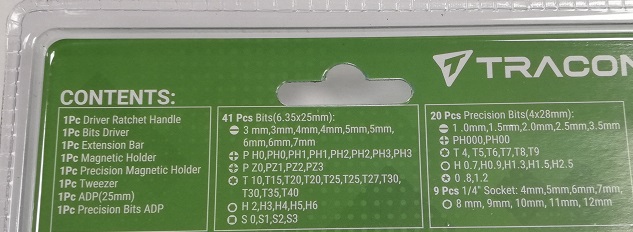 TRACON
CONTENTS:
1Pc Driver Ratchet Handle
1Pc Bits Driver
1Pc Extension Bar
1Pc Magnetic Holder
1Pc Precision Magnetic Holder
1Pc Tweezer
1Pc ADP(25mm)
1Pc Precision Bits ADP
41 Pcs Bits(6.35x25mm):
3 mm,3mm,4mm,4mm,5mm,5mm,
6mm,6mm,7mm
P H0,PH0,PH1,PH1,PH2,PH2,PH3,PH3
P Z0,PZ1,PZ2,PZ3
T 10,T15,T20,T20,T25,T25,T27,T30,
T30,T35,T40
H 2,H3,H4,H5,H6
S 0,S1,S2,S3
20 Pcs Precision Bits(4x28mm):
1 .0mm,1.5mm,2.0mm,2.5mm,3.5mm
PH000,PH00
T 4,T5,T6,T7,T8,T9
H 0.7,H0.9,H1.3,H1.5,H2.5
0 .8,1.2
9 Pcs 1/4" Socket: 4mm,5mm,6mm,7mm,
8 mm, 9mm, 10mm, 11mm, 12mm